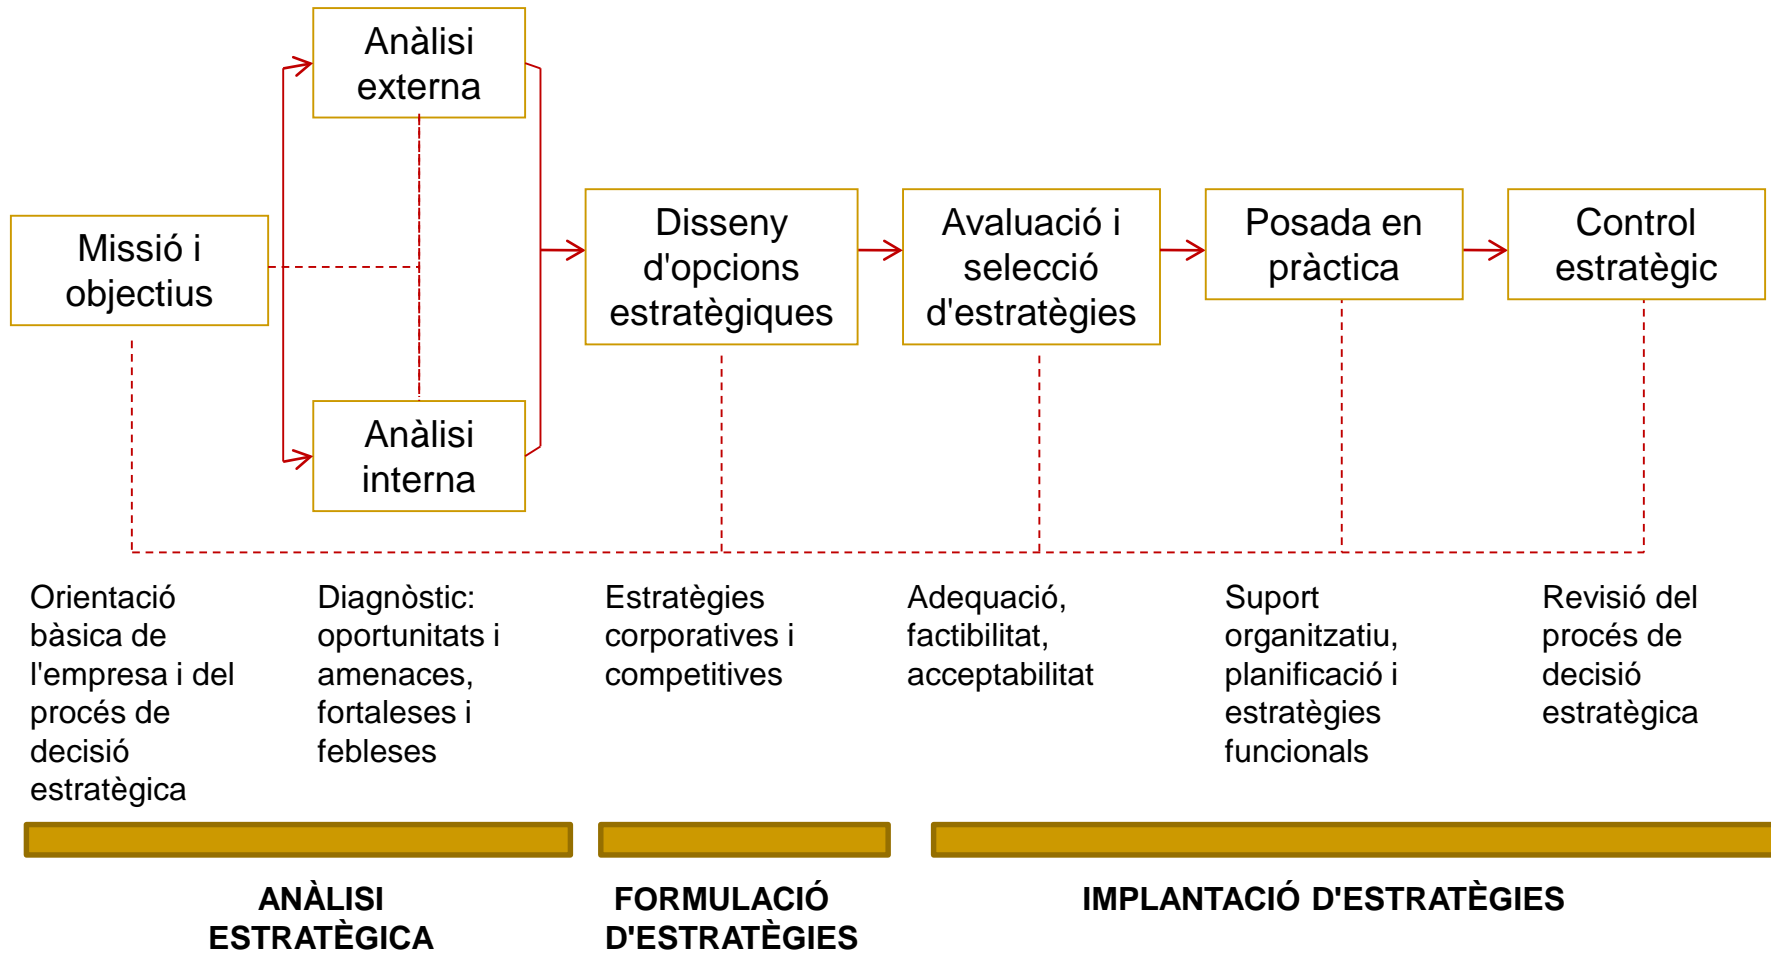 Anàlisi
externa
Missió i
objectius
Anàlisi
interna
Disseny
d'opcions
estratègiques
Avaluació i
selecció
d'estratègies
Posada en
pràctica
Control
estratègic
Orientació
bàsica de
l'empresa i del
procés de
decisió
estratègica
Diagnòstic:
oportunitats i
amenaces,
fortaleses i
febleses
Estratègies
corporatives i
competitives
Adequació,
factibilitat,
acceptabilitat
Suport
organitzatiu,
planificació i
estratègies
funcionals
Revisió del
procés de
decisió
estratègica
ANÀLISI
ESTRATÈGICA
FORMULACIÓ
D'ESTRATÈGIES
IMPLANTACIÓ D'ESTRATÈGIES